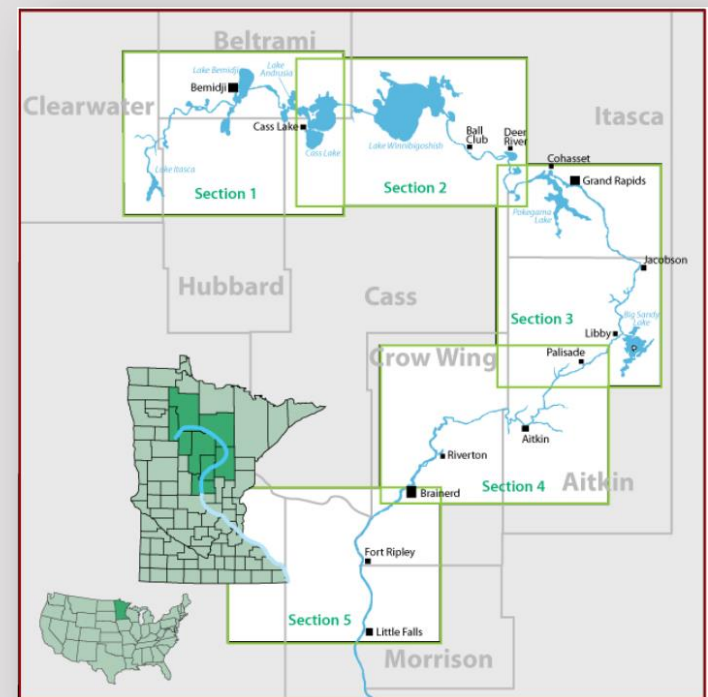 Beltrami
Lake Bemidji
Lake
Andrusia
Bemidji
Clearwater
Itasca
Cass Lake
Cass Lake
Lake Winnibigoshish
Ball
Club
Deer
River
Cohasset
Lake Itasca
Section 1
Section 2
Grand Rapids
Pokegama
Lake
Jacobson
Hubbard
Cass
Section 3
Big Sandy
Lake
Libby
Crow Wing
Palisade
Aitkin
Riverton
Section 4
Aitkin
Brainerd
Fort Ripley
Section 5
Little Falls
Morrison